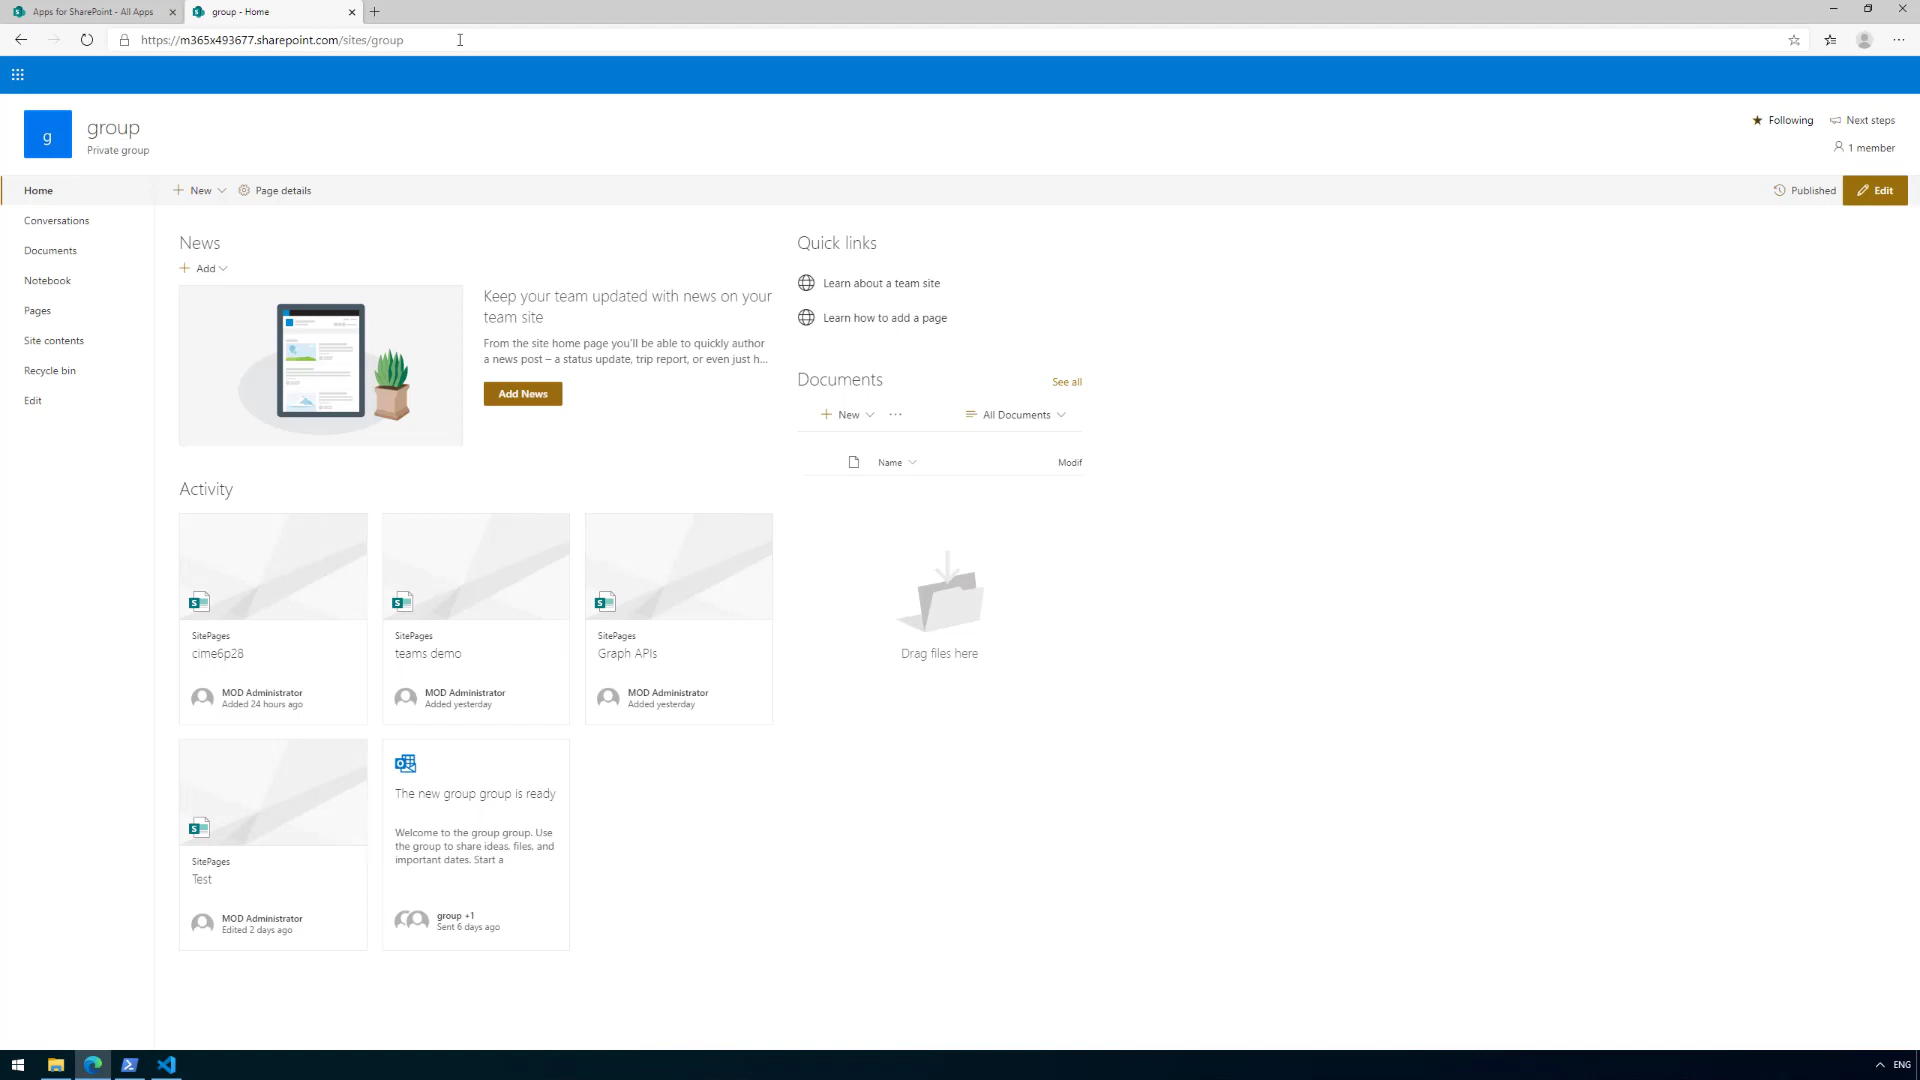 Apps for SharePoint - All Apps
group - Home
https://m365x493677.sharepoint.com/sites/group
g
group
Private group
Following
Next steps
1 member
Home
Conversations
Documents
Notebook
Pages
Site contents
Recycle bin
Edit
New
Page details
Published
Edit
News
Add
Keep your team updated with news on your
team site
From the site home page you'll be able to quickly author
a news post – a status update, trip report, or even just h...
Add News
Quick links
Learn about a team site
Learn how to add a page
Documents
See all
New
All Documents
Name
Modif
Drag files here
Activity
SitePages
cime6p28
MOD Administrator
Added 24 hours ago
SitePages
teams demo
MOD Administrator
Added yesterday
SitePages
Graph APIs
MOD Administrator
Added yesterday
SitePages
Test
MOD Administrator
Edited 2 days ago
The new group group is ready
Welcome to the group group. Use
the group to share ideas, files, and
important dates. Start a
group +1
Sent 6 days ago
ENG